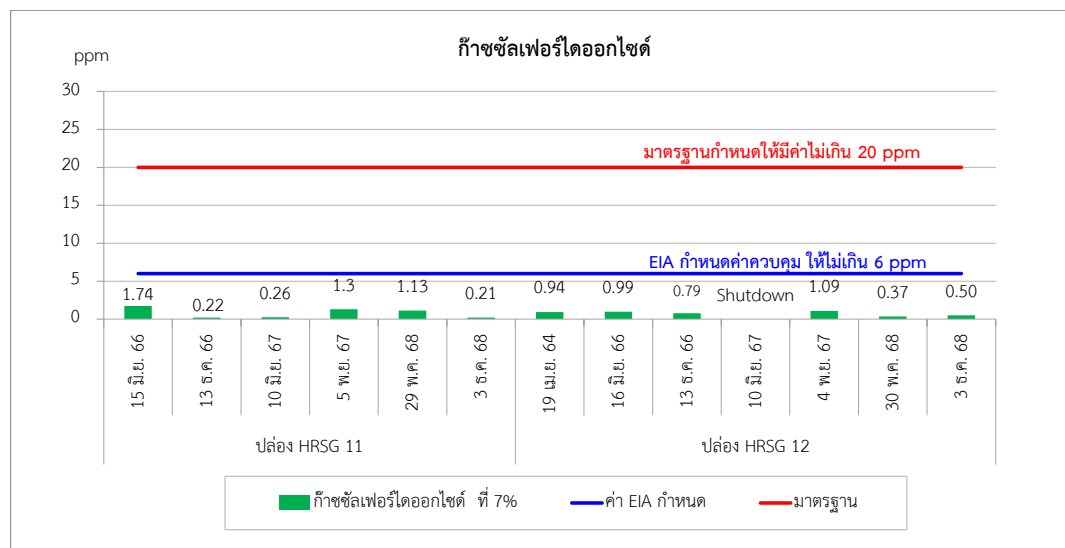 ก๊าซซัลเฟอร์ไดออกไซด์
ppm
30
25
20
15
10
5
0
มาตรฐานกำหนดให้มีค่าไม่เกิน 20 ppm
EIA กำหนดค่าควบคุม ให้ไม่เกิน 6 ppm
1.74 0.22 0.26 1.3 1.13 0.21 0.94 0.99 0.79 Shutdown 1.09 0.37 0.50
15 มิ.ย. 66
13 ธ.ค. 66
10 มิ.ย. 67
5 พ.ย. 67
29 พ.ค. 68
3 ธ.ค. 68
19 เม.ย. 64
16 มิ.ย. 66
13 ธ.ค. 66
10 มิ.ย. 67
4 พ.ย. 67
30 พ.ค. 68
3 ธ.ค. 68
ปล่อง HRSG 11 ปล่อง HRSG 12
ก๊าซซัลเฟอร์ไดออกไซด์ ที่ 7% ค่า EIA กำหนด มาตรฐาน